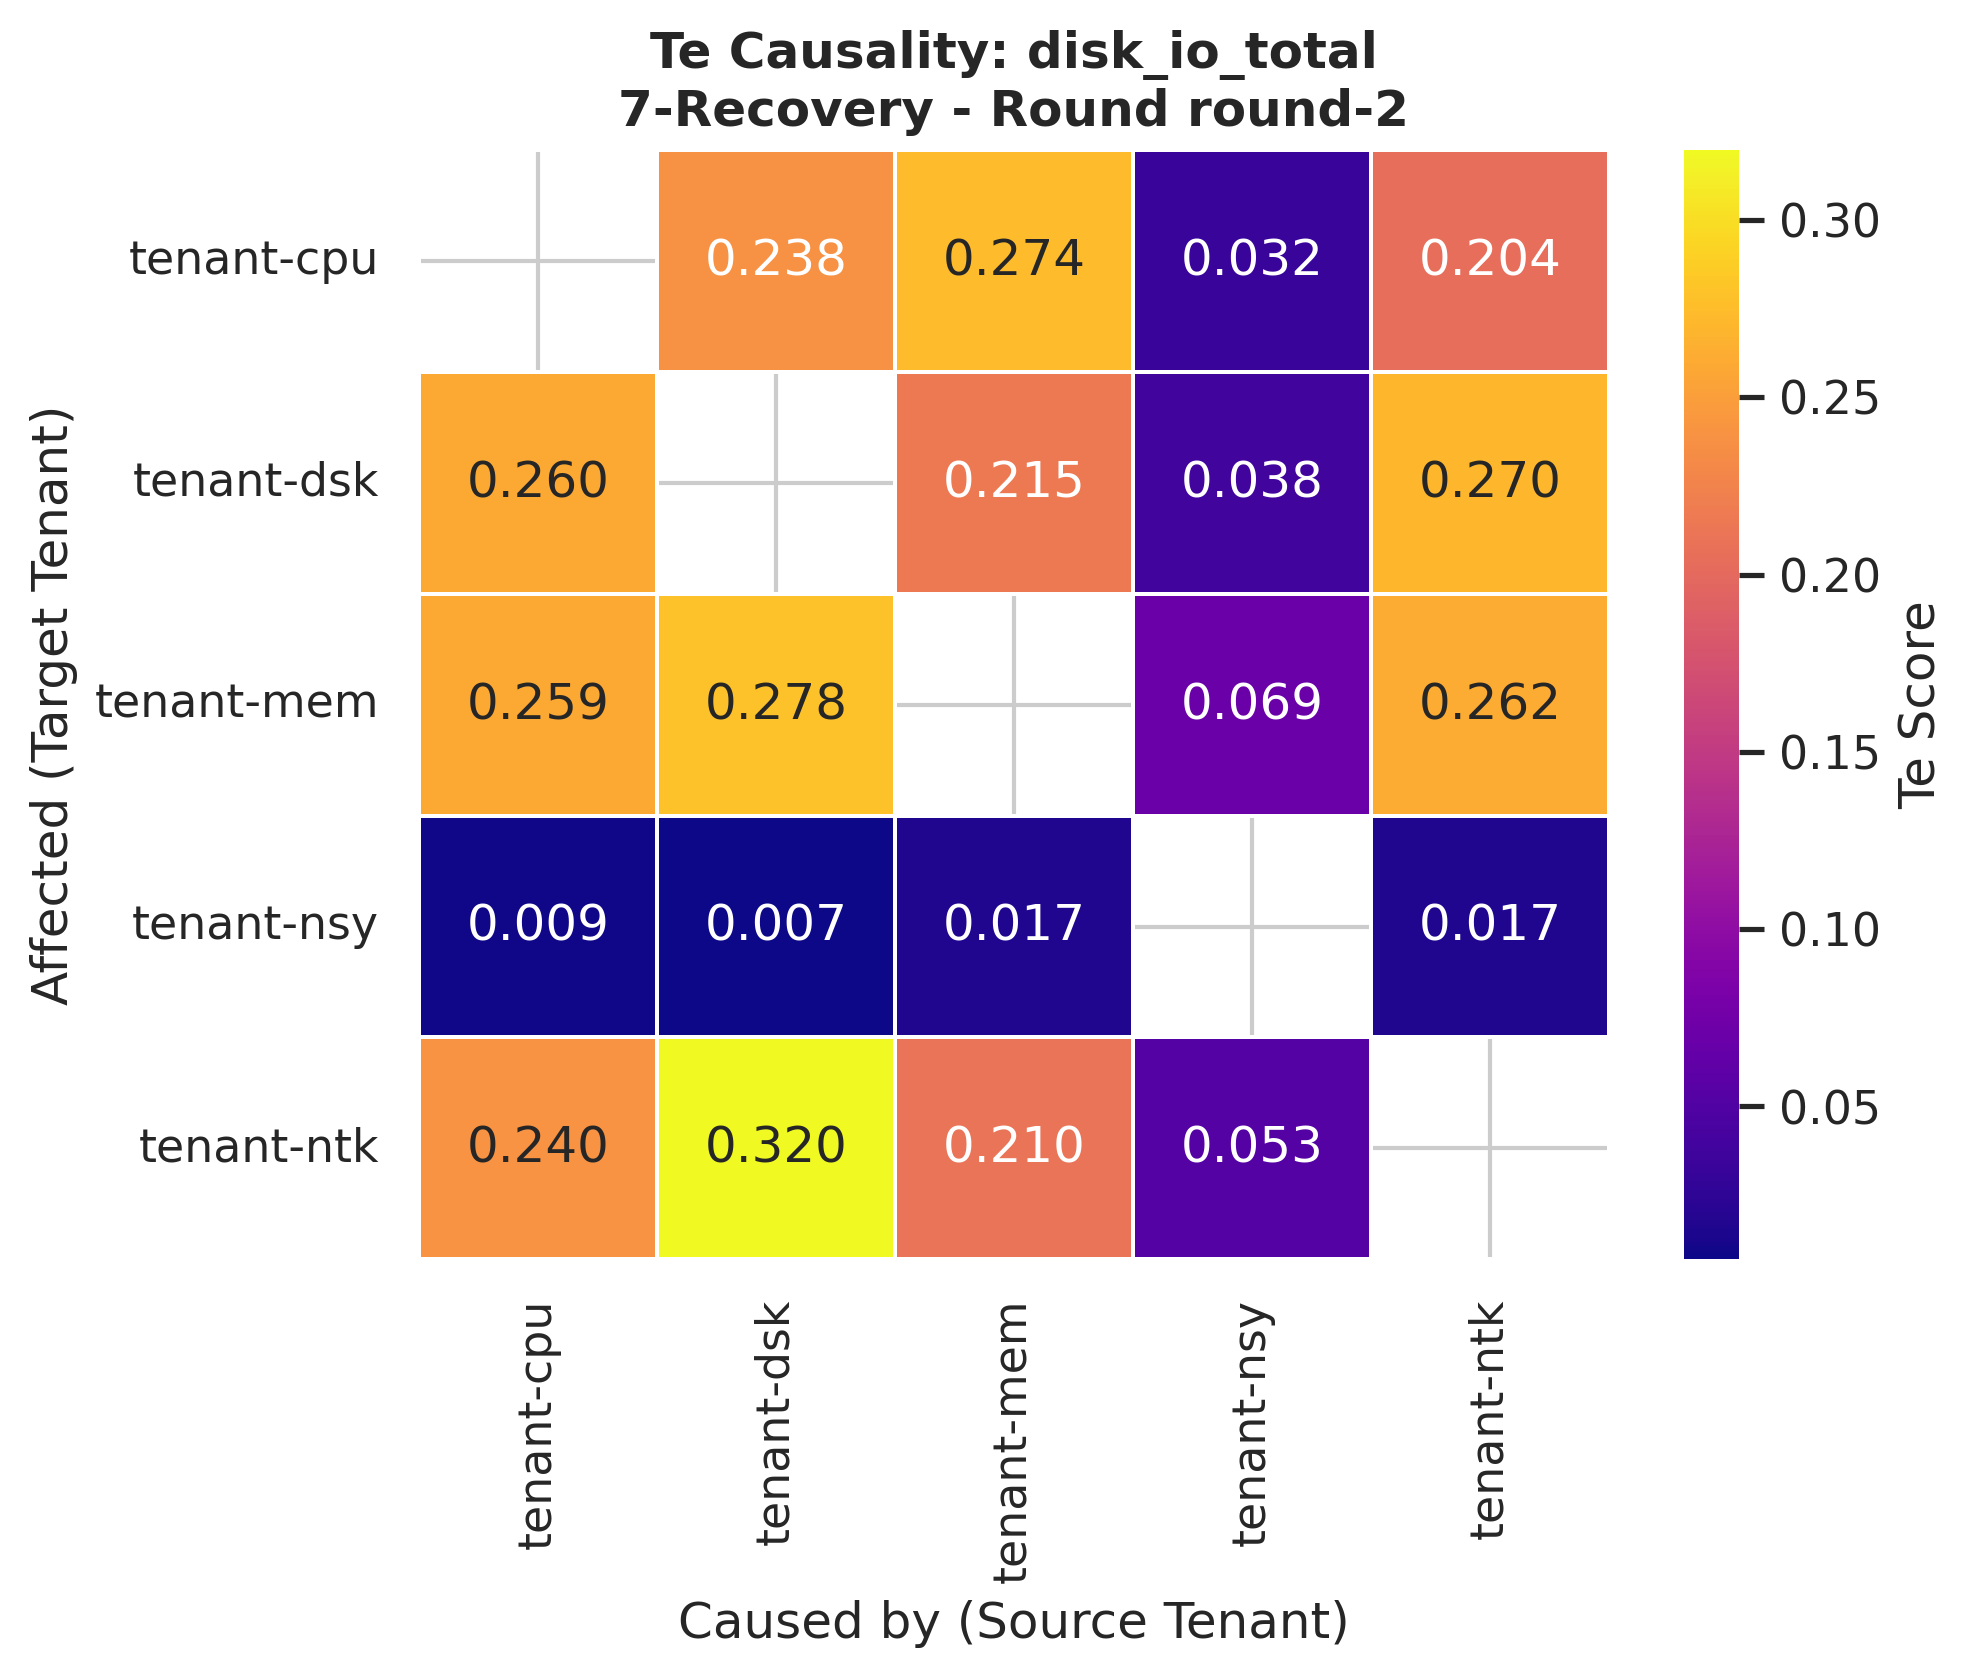 Te Causality: disk_io_total
7-Recovery - Round round-2
Affected (Target Tenant)
tenant-cpu 0.238 0.274 0.032 0.204
tenant-dsk 0.260 0.215 0.038 0.270
tenant-mem 0.259 0.278 0.069 0.262
tenant-nsy 0.009 0.007 0.017 0.017
tenant-ntk 0.240 0.320 0.210 0.053
tenant-cpu
tenant-dsk
tenant-mem
tenant-nsy
tenant-ntk
Caused by (Source Tenant)
0.30
0.25
0.20
0.15
0.10
0.05
Te Score